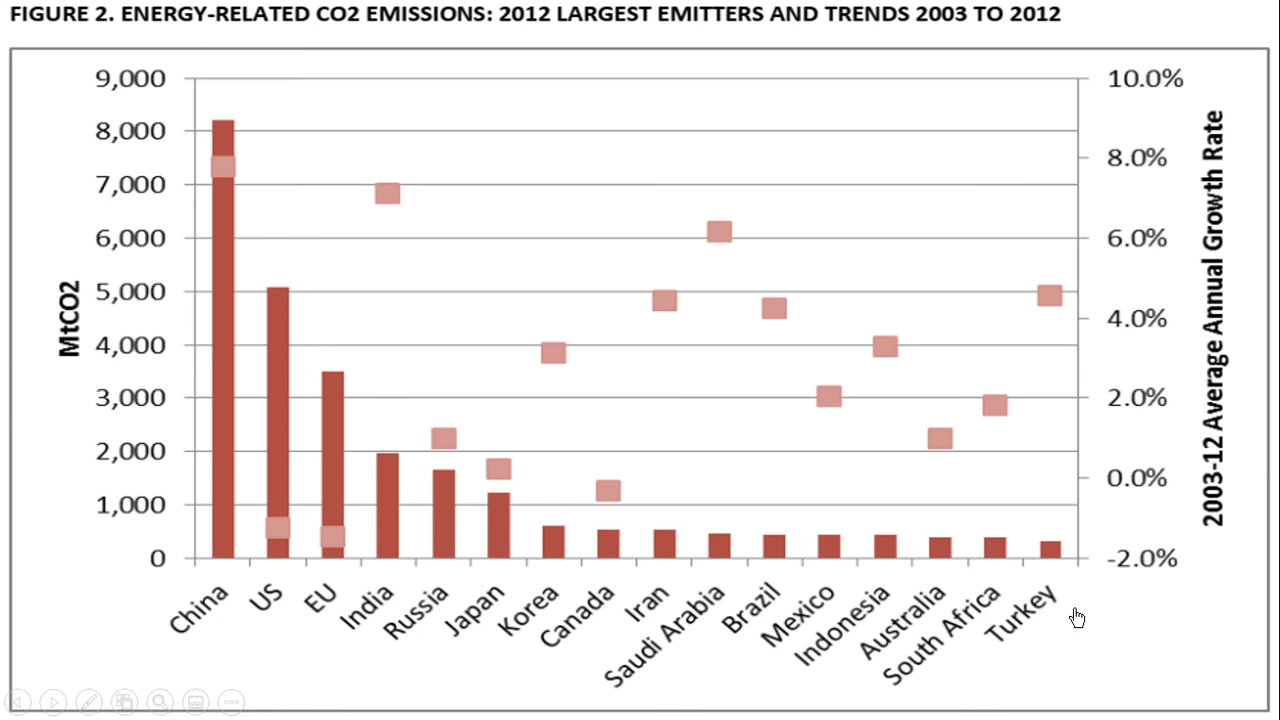 FIGURE 2. ENERGY-RELATED CO2 EMISSIONS: 2012 LARGEST EMITTERS AND TRENDS 2003 TO 2012
MtCO2
9,000
8,000
7,000
6,000
5,000
4,000
3,000
2,000
1,000
0
10.0%
8.0%
6.0%
4.0%
2.0%
0.0%
-2.0%
2003-12 Average Annual Growth Rate
China
US
EU
India
Russia
Japan
Korea
Canada
Iran
Saudi Arabia
Brazil
Mexico
Indonesia
Australia
South Africa
Turkey